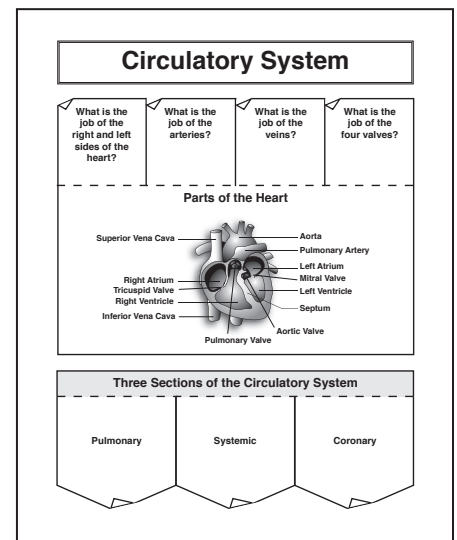 Circulatory System
What is the
job of the
right and left
sides of the
heart?
What is the
job of the
arteries?
What is the
job of the
veins?
What is the
job of the
four valves?
Parts of the Heart
Superior Vena Cava
Right Atrium
Tricuspid Valve
Right Ventricle
Inferior Vena Cava
Pulmonary Valve
Aorta
Pulmonary Artery
Left Atrium
Mitral Valve
Left Ventricle
Septum
Aortic Valve
Three Sections of the Circulatory System
Pulmonary
Systemic
Coronary